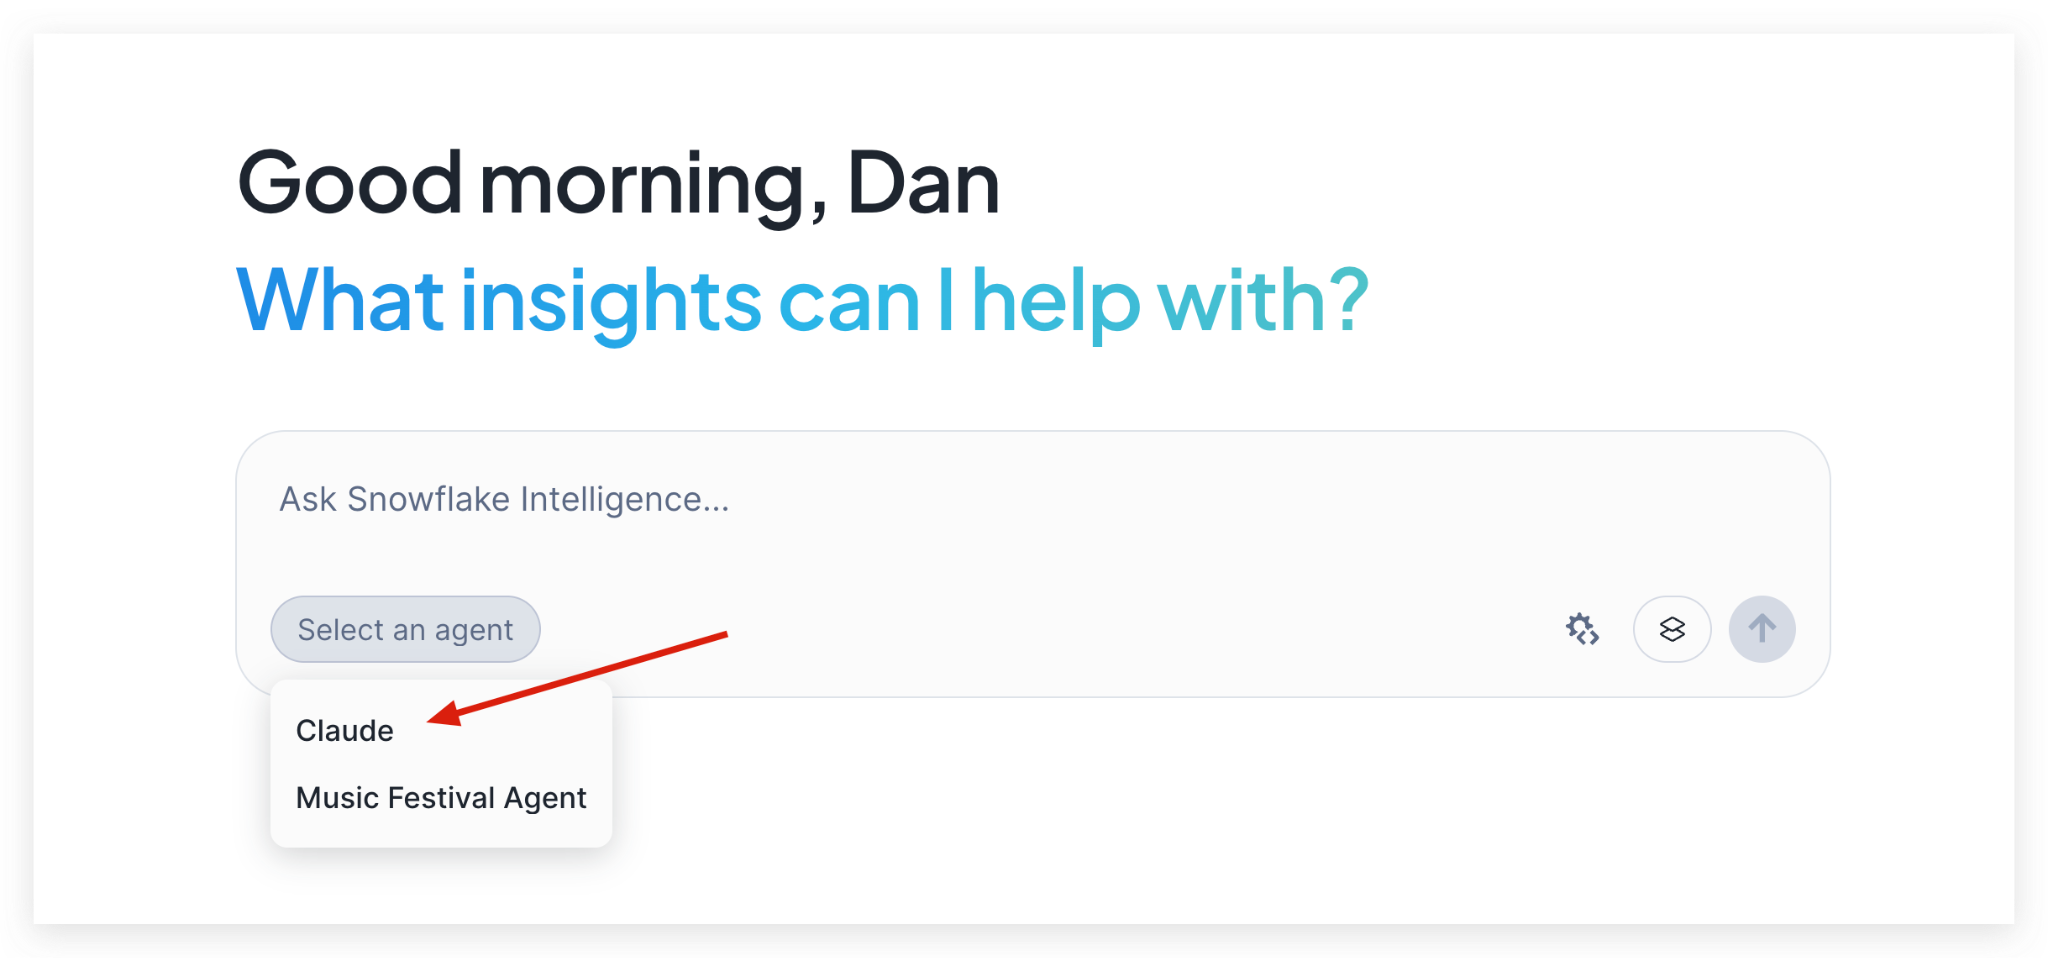 Good morning, Dan
What insights can I help with?
Ask Snowflake Intelligence...
Select an agent
Claude
Music Festival Agent